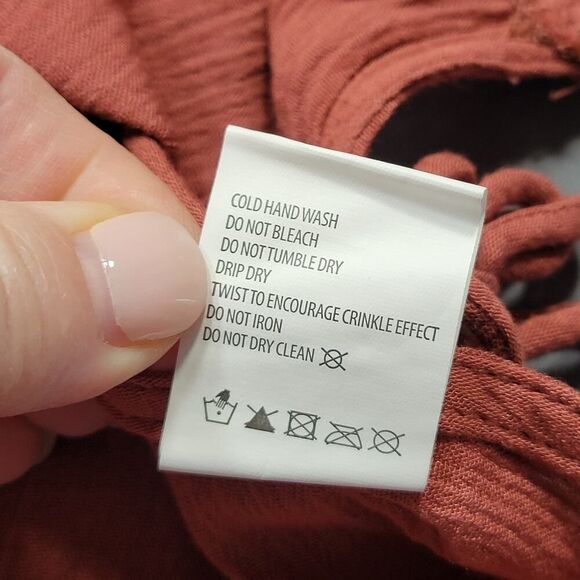 COLD HAND WASH
DO NOT BLEACH
DO NOT TUMBLE DRY
DRIP DRY
TWIST TO ENCOURAGE CRINKLE EFFECT
DO NOT IRON
DO NOT DRY CLEAN